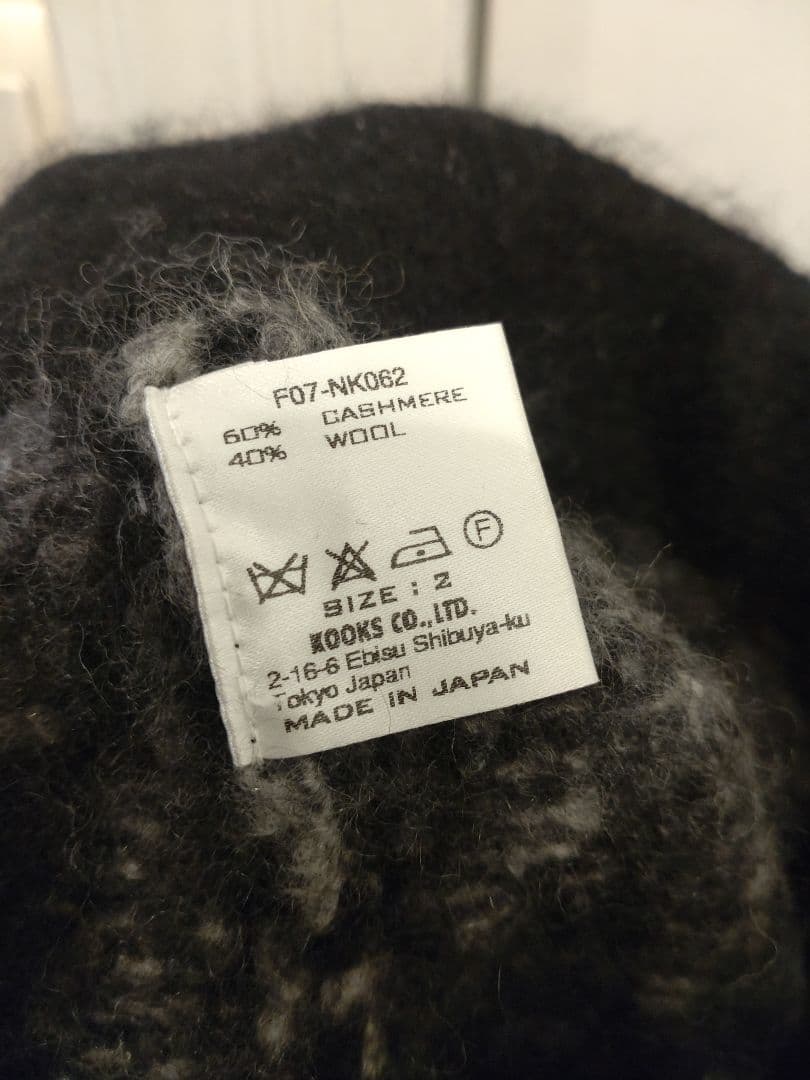 F07-NK062
60% CASHMERE
40% WOOL
F
SIZE : 2
KOOKS CO.,LTD.
2-16-6 Ebisu Shibuya-ku
Tokyo Japan
MADE IN JAPAN